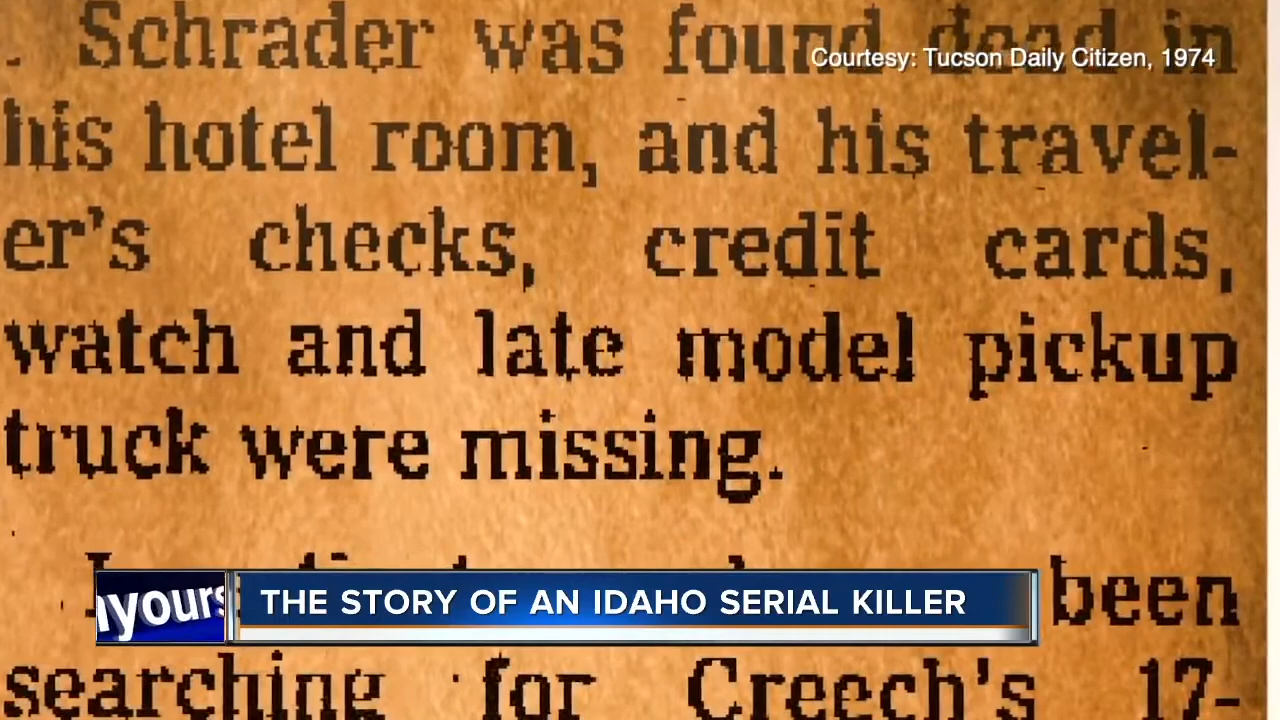 . Schrader was found dead in
Courtesy: Tucson Daily Citizen, 1974
his hotel room, and his travel-
er's checks, credit cards,
watch and late model pickup
truck were missing.
been
yours
THE STORY OF AN IDAHO SERIAL KILLER
searching for Creech's 17-